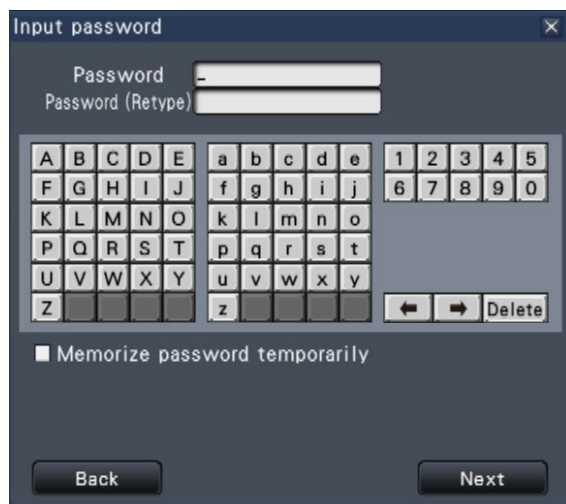 Input password
Password
Password (Retype)
A B C D E a b c d e 1 2 3 4 5
F G H I J f g h i j 6 7 8 9 0
K L M N O k l m n o
P Q R S T p q r s t
U V W X Y u v w x y
Z z ← → Delete
Memorize password temporarily
Back Next